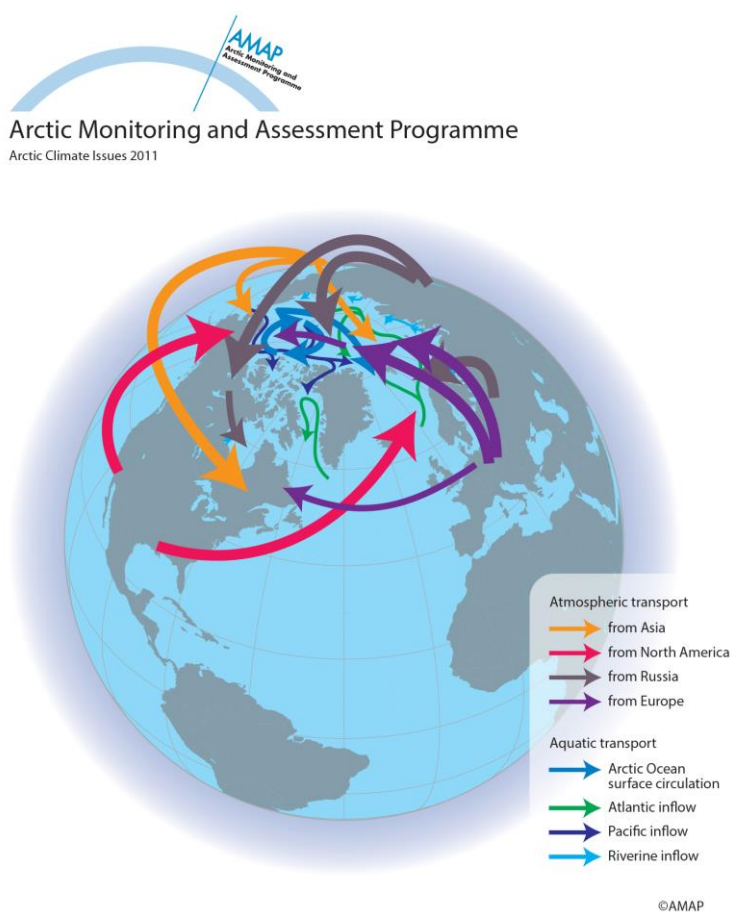 AMAP
Arctic Monitoring and
Assessment Programme
Arctic Monitoring and Assessment Programme
Arctic Climate Issues 2011
Atmospheric transport
from Asia
from North America
from Russia
from Europe
Aquatic transport
Arctic Ocean
surface circulation
Atlantic inflow
Pacific inflow
Riverine inflow
©AMAP